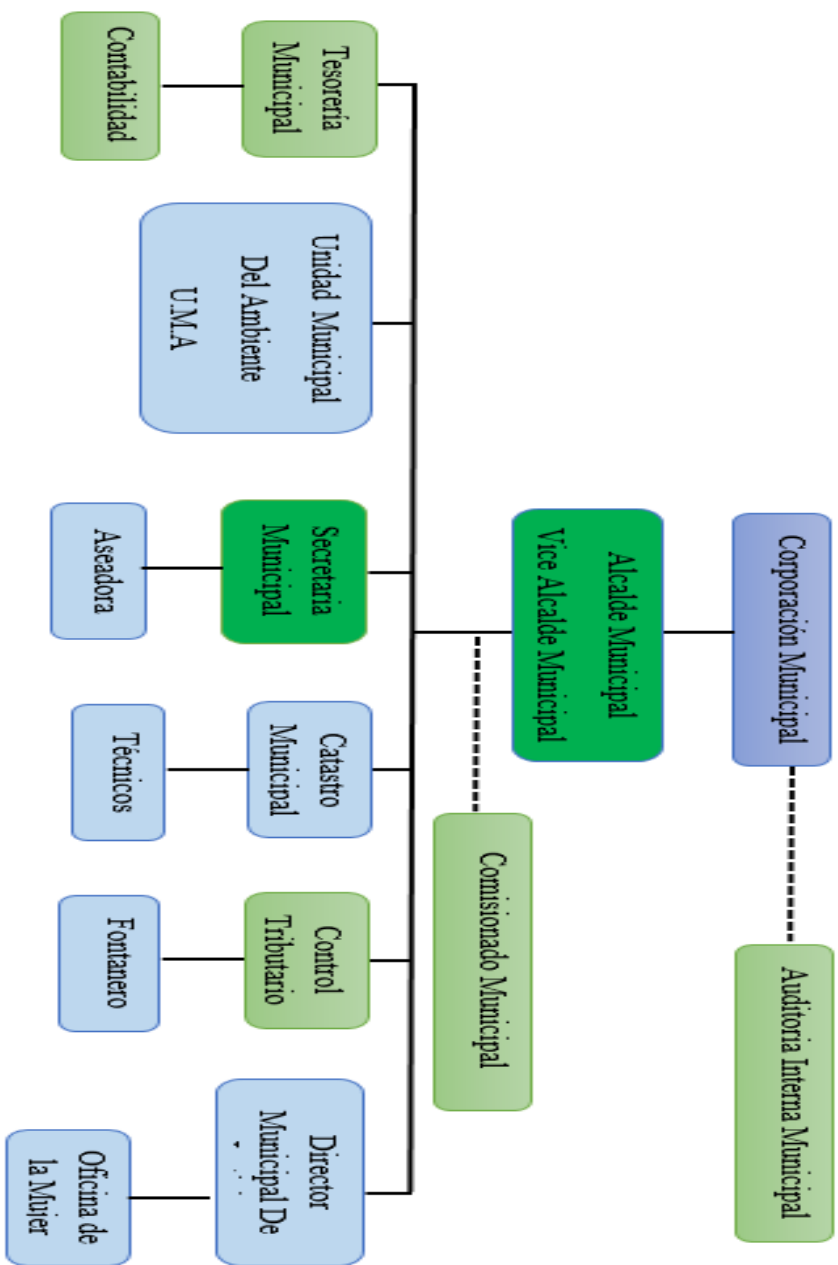 Corporación Municipal
Auditoria Interna Municipal
Alcalde Municipal
Vice Alcalde Municipal
Comisionado Municipal
Tesorería
Municipal
Unidad Municipal
Del Ambiente
U.M.A
Secretaria
Municipal
Catastro
Municipal
Control
Tributario
Director
Municipal De
Contabilidad
Aseadora
Técnicos
Fontanero
Oficina de
la Mujer